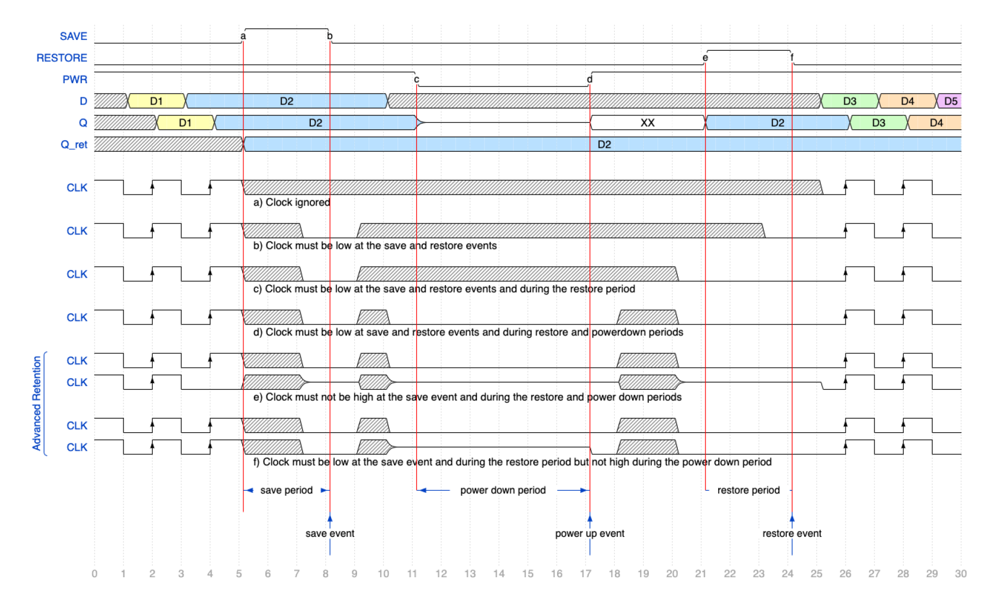 SAVE a b
RESTORE e f
PWR c d
D D1 D2 D3 D4 D5
Q D1 D2 XX D2 D3 D4
Q_ret D2
CLK
a) Clock ignored
CLK
b) Clock must be low at the save and restore events
CLK
c) Clock must be low at the save and restore events and during the restore period
CLK
d) Clock must be low at save and restore events and during restore and powerdown periods
Advanced Retention
CLK
CLK
e) Clock must not be high at the save event and during the restore and power down periods
CLK
CLK
f) Clock must be low at the save event and during the restore period but not high during the power down period
save period power down period restore period
save event power up event restore event
0 1 2 3 4 5 6 7 8 9 10 11 12 13 14 15 16 17 18 19 20 21 22 23 24 25 26 27 28 29 30